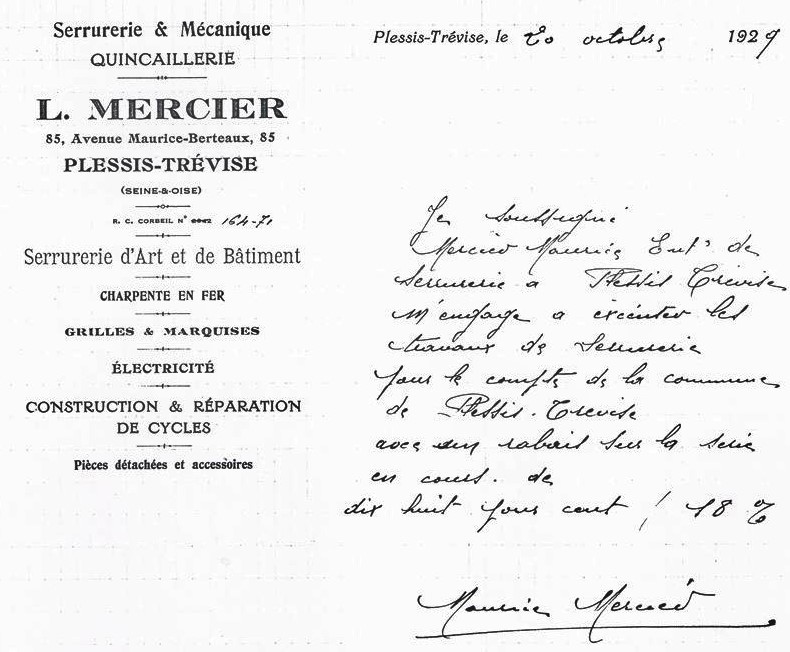 Serrurerie & Mécanique
QUINCAILLERIE
L. MERCIER
85, Avenue Maurice-Berteaux, 85
PLESSIS-TRÉVISE
(SEINE-&-OISE)
R. C. CORBEIL N° 164-71
Serrurerie d'Art et de Bâtiment
CHARPENTE EN FER
GRILLES & MARQUISES
ÉLECTRICITÉ
CONSTRUCTION & RÉPARATION
DE CYCLES
Pièces détachées et accessoires
Plessis-Trévise, le 20 octobre 1929
Je soussigné
Mercier Maurice Entr de
Serrurerie a Plessis Trévise
M'engage a exécuter les
travaux de Serrurerie
pour le compte de la commune
de Plessis-Trevise
avec un rabais sur la serie
en cours. de
dix huit pour cent / 18 %
Maurice Mercier